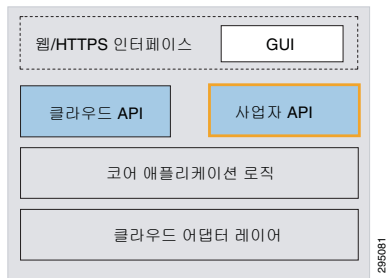 웹/HTTPS 인터페이스
GUI
클라우드 API
사업자 API
코어 애플리케이션 로직
클라우드 어댑터 레이어
295081